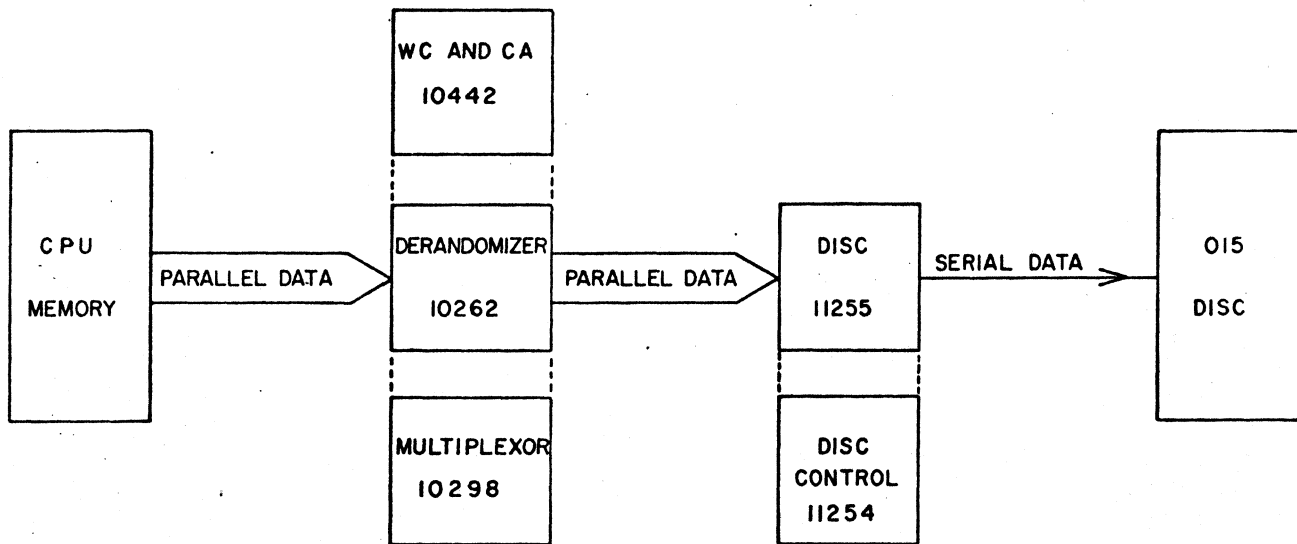 WC AND CA
10442
CPU
MEMORY
PARALLEL DATA
DERANDOMIZER
10262
PARALLEL DATA
DISC
11255
SERIAL DATA
015
DISC
MULTIPLEXOR
10298
DISC
CONTROL
11254